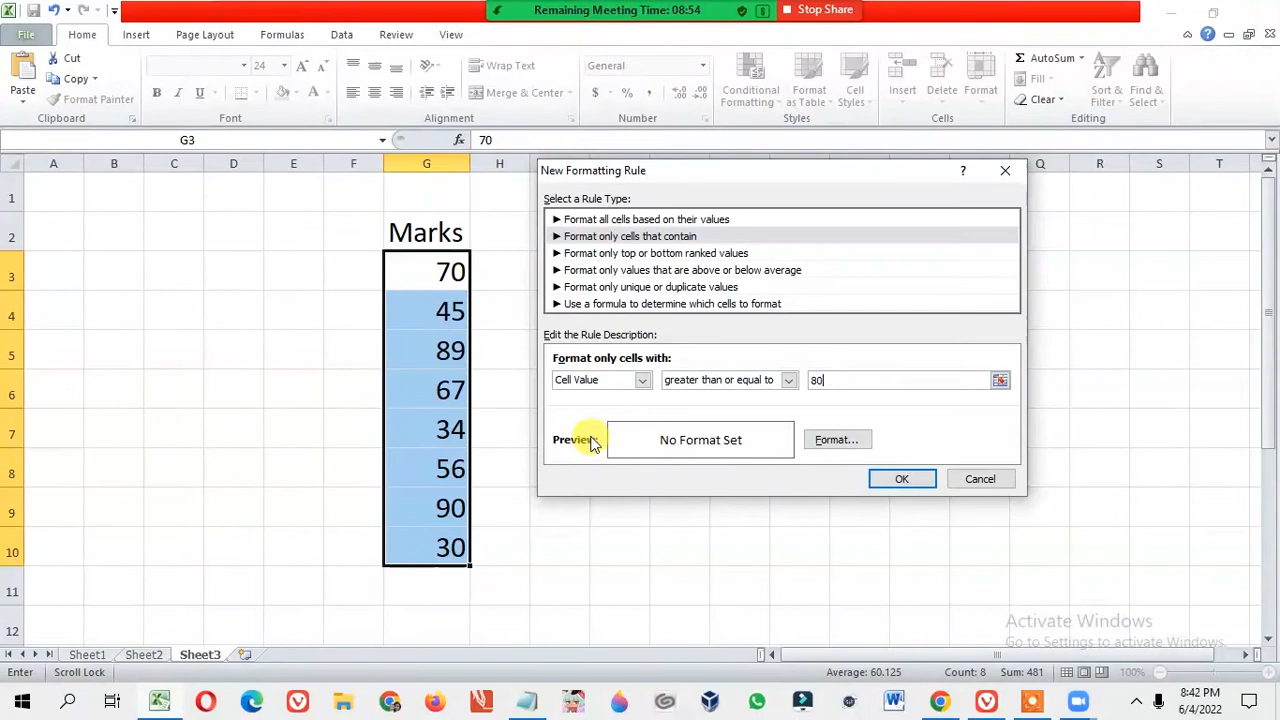 Remaining Meeting Time: 08:54 Stop Share
File Home Insert Page Layout Formulas Data Review View
Paste Cut Copy Format Painter
24
B I U
Wrap Text
Merge & Center
General
$ % ,
Conditional Formatting Format as Table Cell Styles
Insert Delete Format
AutoSum Fill Clear
Sort & Filter Find & Select
Clipboard Font Alignment Number Styles Cells Editing
G3 fx 70
A B C D E F G H Q R S T
1
2 Marks
3 70
4 45
5 89
6 67
7 34
8 56
9 90
10 30
11
12
New Formatting Rule
Select a Rule Type:
► Format all cells based on their values
► Format only cells that contain
► Format only top or bottom ranked values
► Format only values that are above or below average
► Format only unique or duplicate values
► Use a formula to determine which cells to format
Edit the Rule Description:
Format only cells with:
Cell Value greater than or equal to 80
Preview: No Format Set Format...
OK Cancel
Activate Windows
Go to Settings to activate Windows.
Sheet1 Sheet2 Sheet3
Enter Scroll Lock Average: 60.125 Count: 8 Sum: 481 100%
8:42 PM
6/4/2022